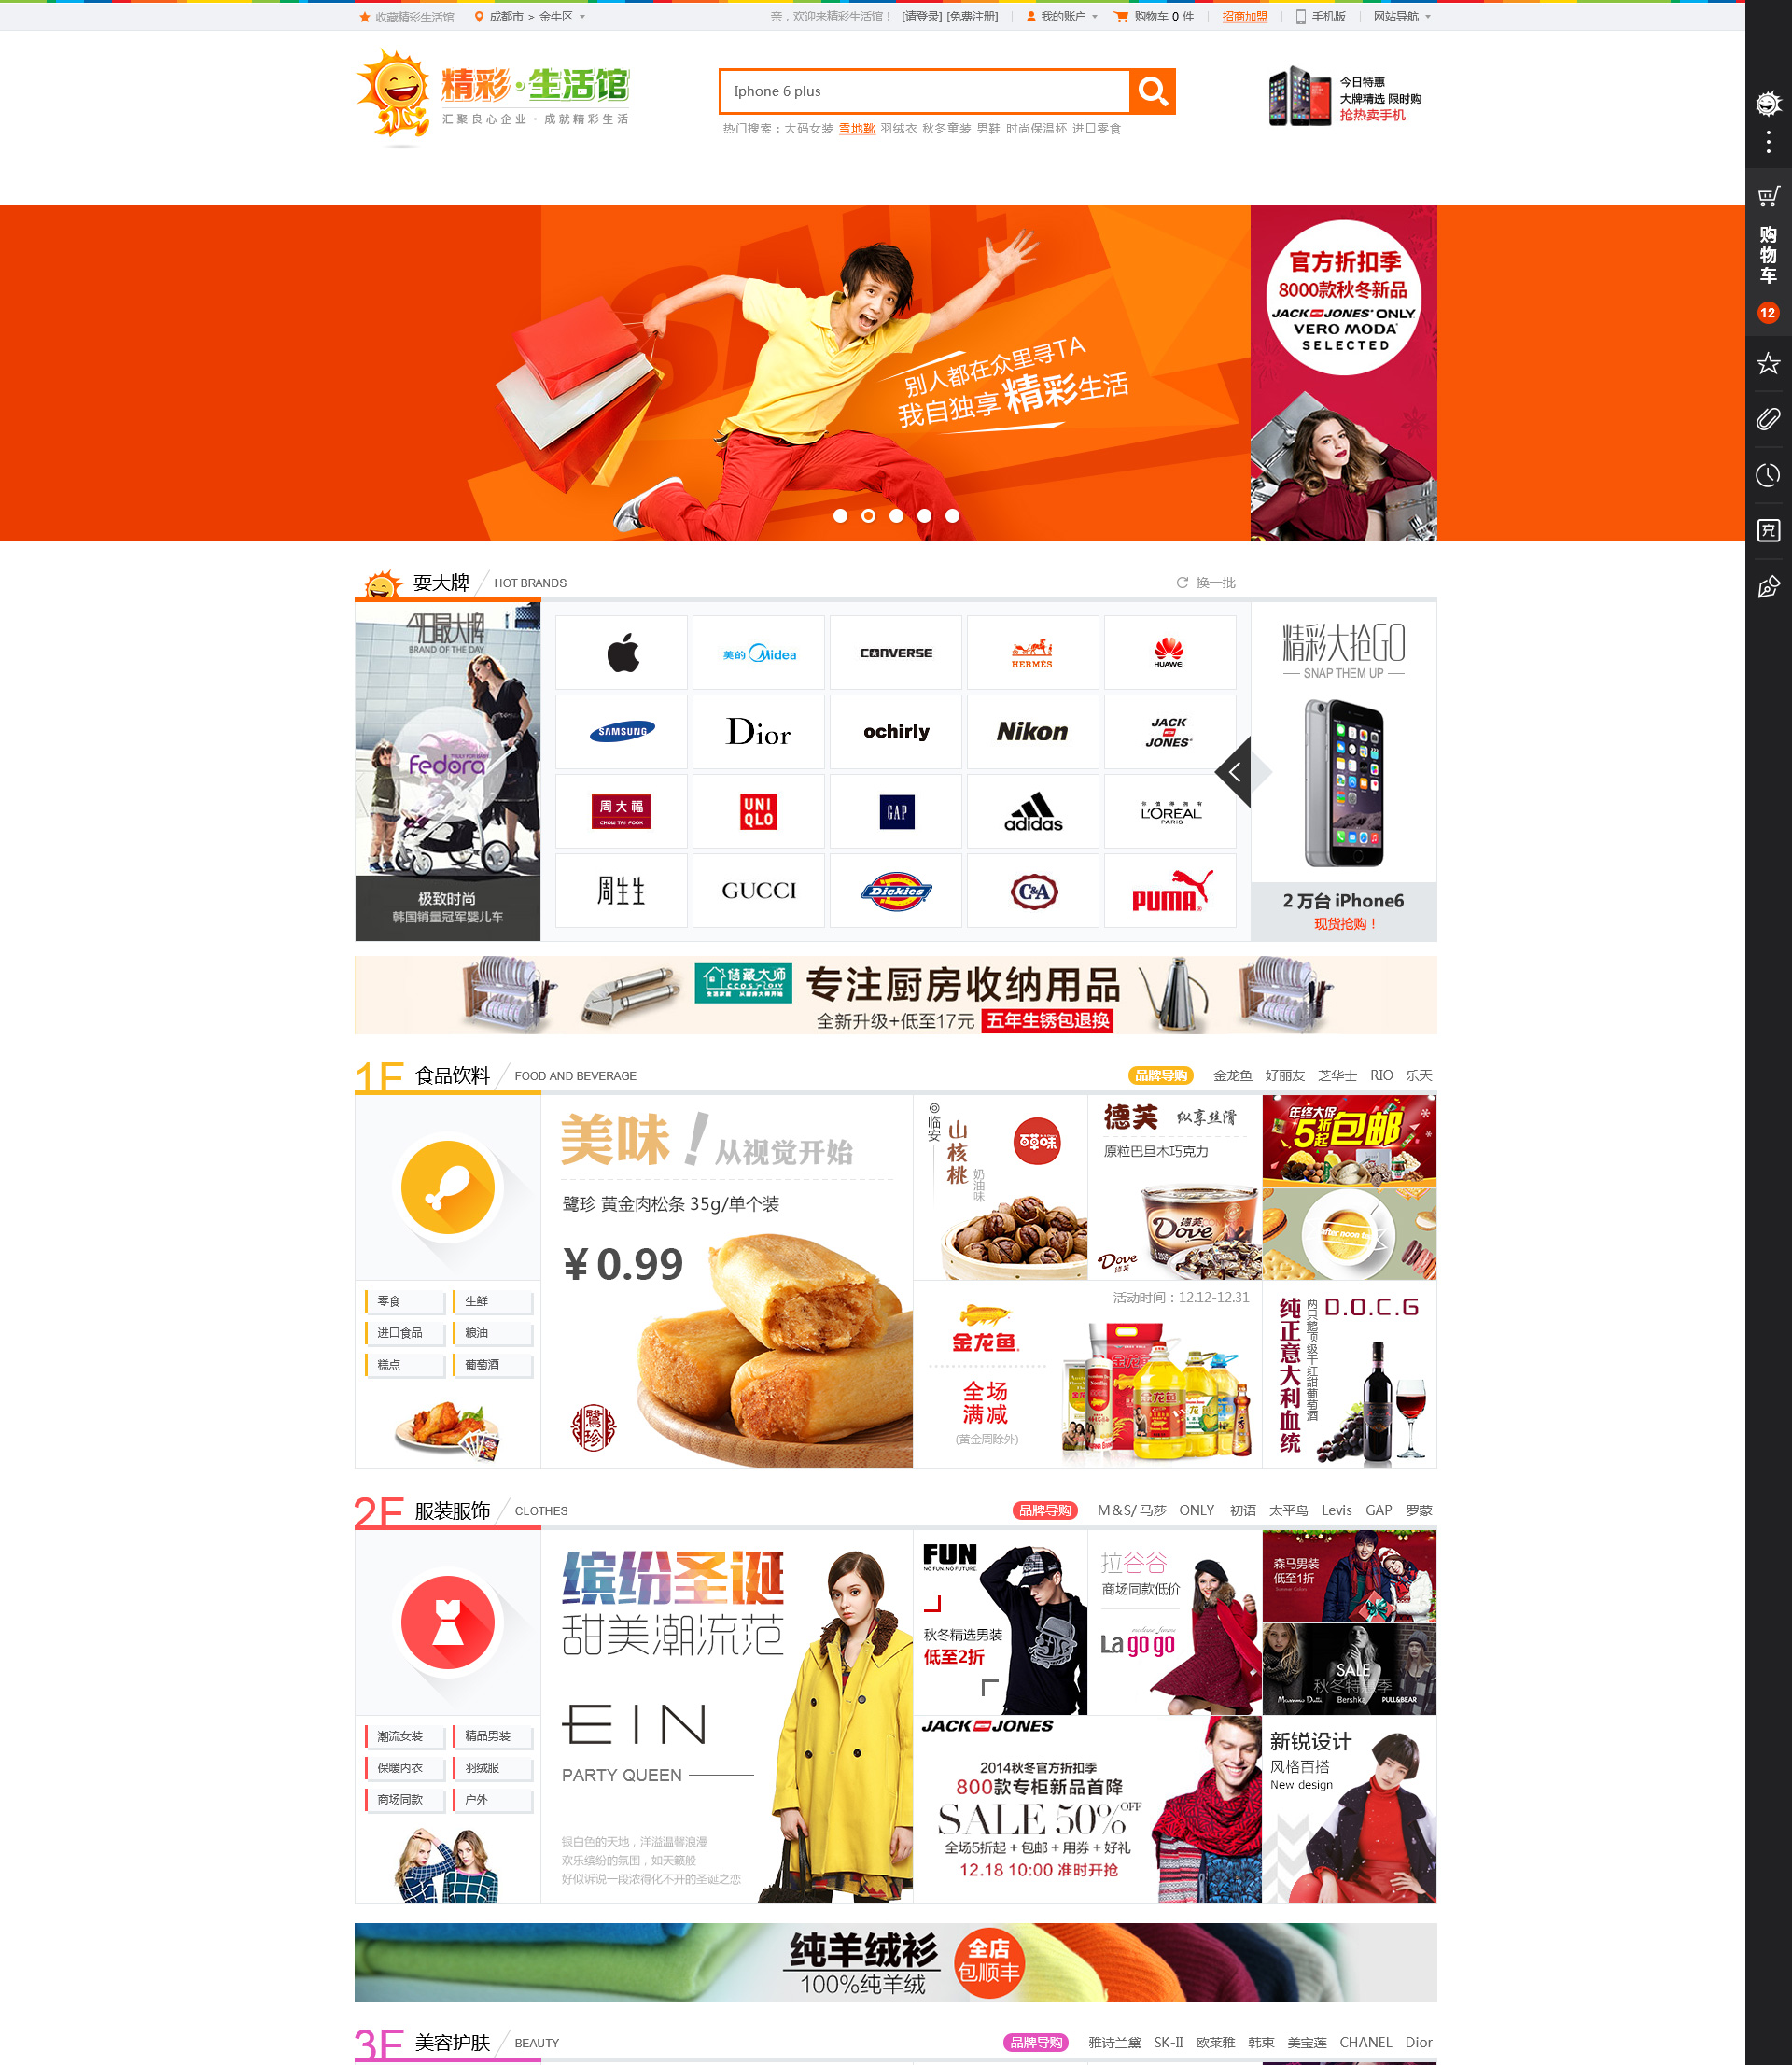 收藏精彩生活馆 成都市 > 金牛区
亲，欢迎来精彩生活馆！ [请登录] [免费注册] 我的账户 购物车 0 件 招商加盟 手机版 网站导航
精彩·生活馆
汇聚良心企业 · 成就精彩生活
Iphone 6 plus
热门搜索：大码女装 雪地靴 羽绒衣 秋冬童装 男鞋 时尚保温杯 进口零食
今日特惠
大牌精选 限时购
抢热卖手机
购物车
12
充
SALE
别人都在众里寻TA
我自独享 精彩生活
官方折扣季
8000款秋冬新品
JACK JONES ONLY
VERO MODA
SELECTED
耍大牌 HOT BRANDS
换一批
今日最大牌
BRAND OF THE DAY
Fedora
极致时尚
韩国销量冠军婴儿车
美的 Midea CONVERSE HERMÈS HUAWEI
SAMSUNG Dior ochirly Nikon JACK JONES
周大福 CHOW TAI FOOK UNIQLO GAP adidas L'ORÉAL PARIS
周生生 GUCCI Dickies C&A PUMA
精彩大抢GO
SNAP THEM UP
2 万台 iPhone6
现货抢购！
储藏大师
专注厨房收纳用品
全新升级+低至17元 五年生锈包退换
1F 食品饮料 FOOD AND BEVERAGE
品牌导购 金龙鱼 好丽友 芝华士 RIO 乐天
零食 生鲜
进口食品 粮油
糕点 葡萄酒
美味！从视觉开始
鹭珍 黄金肉松条 35g/单个装
¥ 0.99
鹭珍
临安
山核桃
奶油味
百草味
德芙 纵享丝滑
原粒巴旦木巧克力
德芙
Dove
Dove
年终大促
5折起包邮
after noon tea
活动时间：12.12-12.31
金龙鱼
全场
满减
(黄金周除外)
D.O.C.G
纯正意大利血统
两只鹅顶级干红甜葡萄酒
2F 服装服饰 CLOTHES
品牌导购 M&S/ 马莎 ONLY 初语 太平鸟 Levis GAP 罗蒙
潮流女装 精品男装
保暖内衣 羽绒服
商场同款 户外
缤纷圣诞
甜美潮流范
EIN
PARTY QUEEN
银白色的天地，洋溢温馨浪漫
欢乐缤纷的氛围，如天籁般
好似诉说一段浓得化不开的圣诞之恋
FUN
NO FUN NO FUTURE.
秋冬精选男装
低至2折
拉谷谷
商场同款低价
La go go
森马男装
低至1折
SALE
秋冬特惠季
Massimo Dutti Bershka PULL&BEAR
JACK JONES
2014秋冬官方折扣季
800款专柜新品首降
SALE 50% OFF
全场5折起 + 包邮 + 用券 + 好礼
12.18 10:00 准时开抢
新锐设计
风格百搭
New design
纯羊绒衫
100%纯羊绒
全店
包顺丰
3F 美容护肤 BEAUTY
品牌导购 雅诗兰黛 SK-II 欧莱雅 韩束 美宝莲 CHANEL Dior